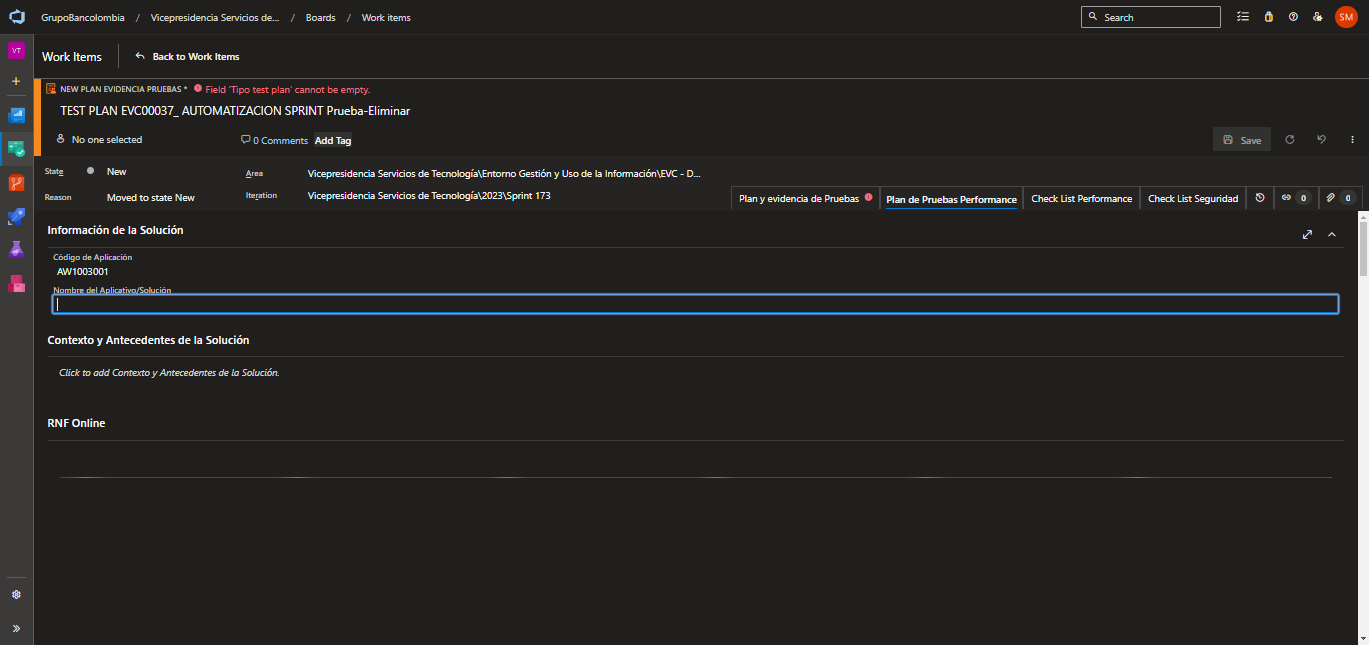 GrupoBancolombia / Vicepresidencia Servicios de... / Boards / Work items
Search
SM
VT
Work Items
Back to Work Items
NEW PLAN EVIDENCIA PRUEBAS * Field 'Tipo test plan' cannot be empty.
TEST PLAN EVC00037_ AUTOMATIZACION SPRINT Prueba-Eliminar
No one selected
0 Comments
Add Tag
Save
State
New
Area
Vicepresidencia Servicios de Tecnología\Entorno Gestión y Uso de la Información\EVC - D...
Reason
Moved to state New
Iteration
Vicepresidencia Servicios de Tecnología\2023\Sprint 173
Plan y evidencia de Pruebas
Plan de Pruebas Performance
Check List Performance
Check List Seguridad
0
0
Información de la Solución
Código de Aplicación
AW1003001
Nombre del Aplicativo/Solución
Contexto y Antecedentes de la Solución
Click to add Contexto y Antecedentes de la Solución.
RNF Online